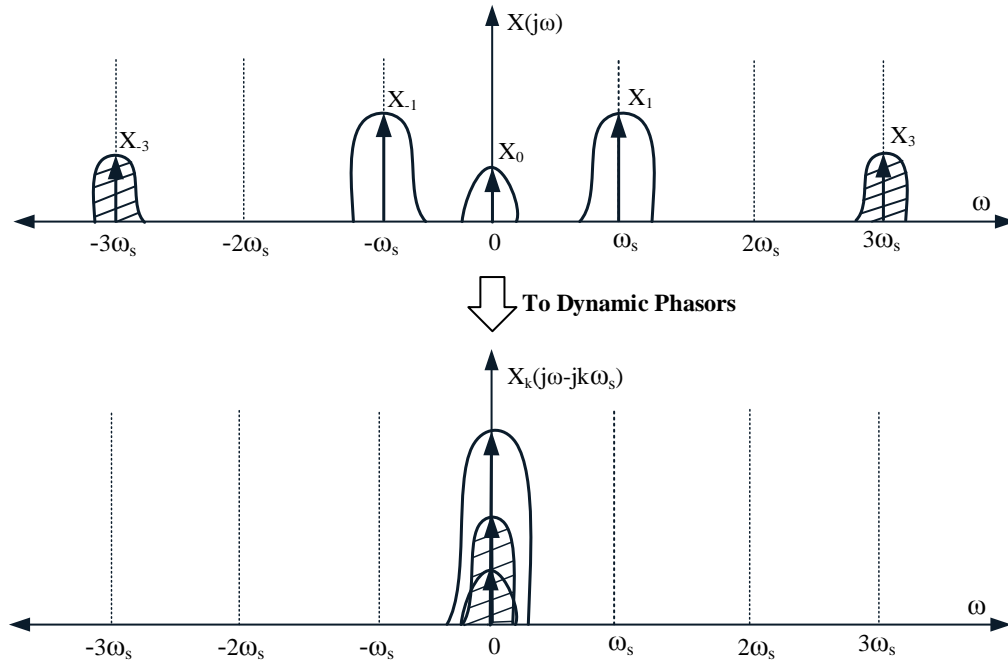 X(jω)
X₋₃
X₋₁
X₀
X₁
X₃
ω
-3ωₛ
-2ωₛ
-ωₛ
0
ωₛ
2ωₛ
3ωₛ
To Dynamic Phasors
Xₖ(jω-jkωₛ)
ω
-3ωₛ
-2ωₛ
-ωₛ
0
ωₛ
2ωₛ
3ωₛ